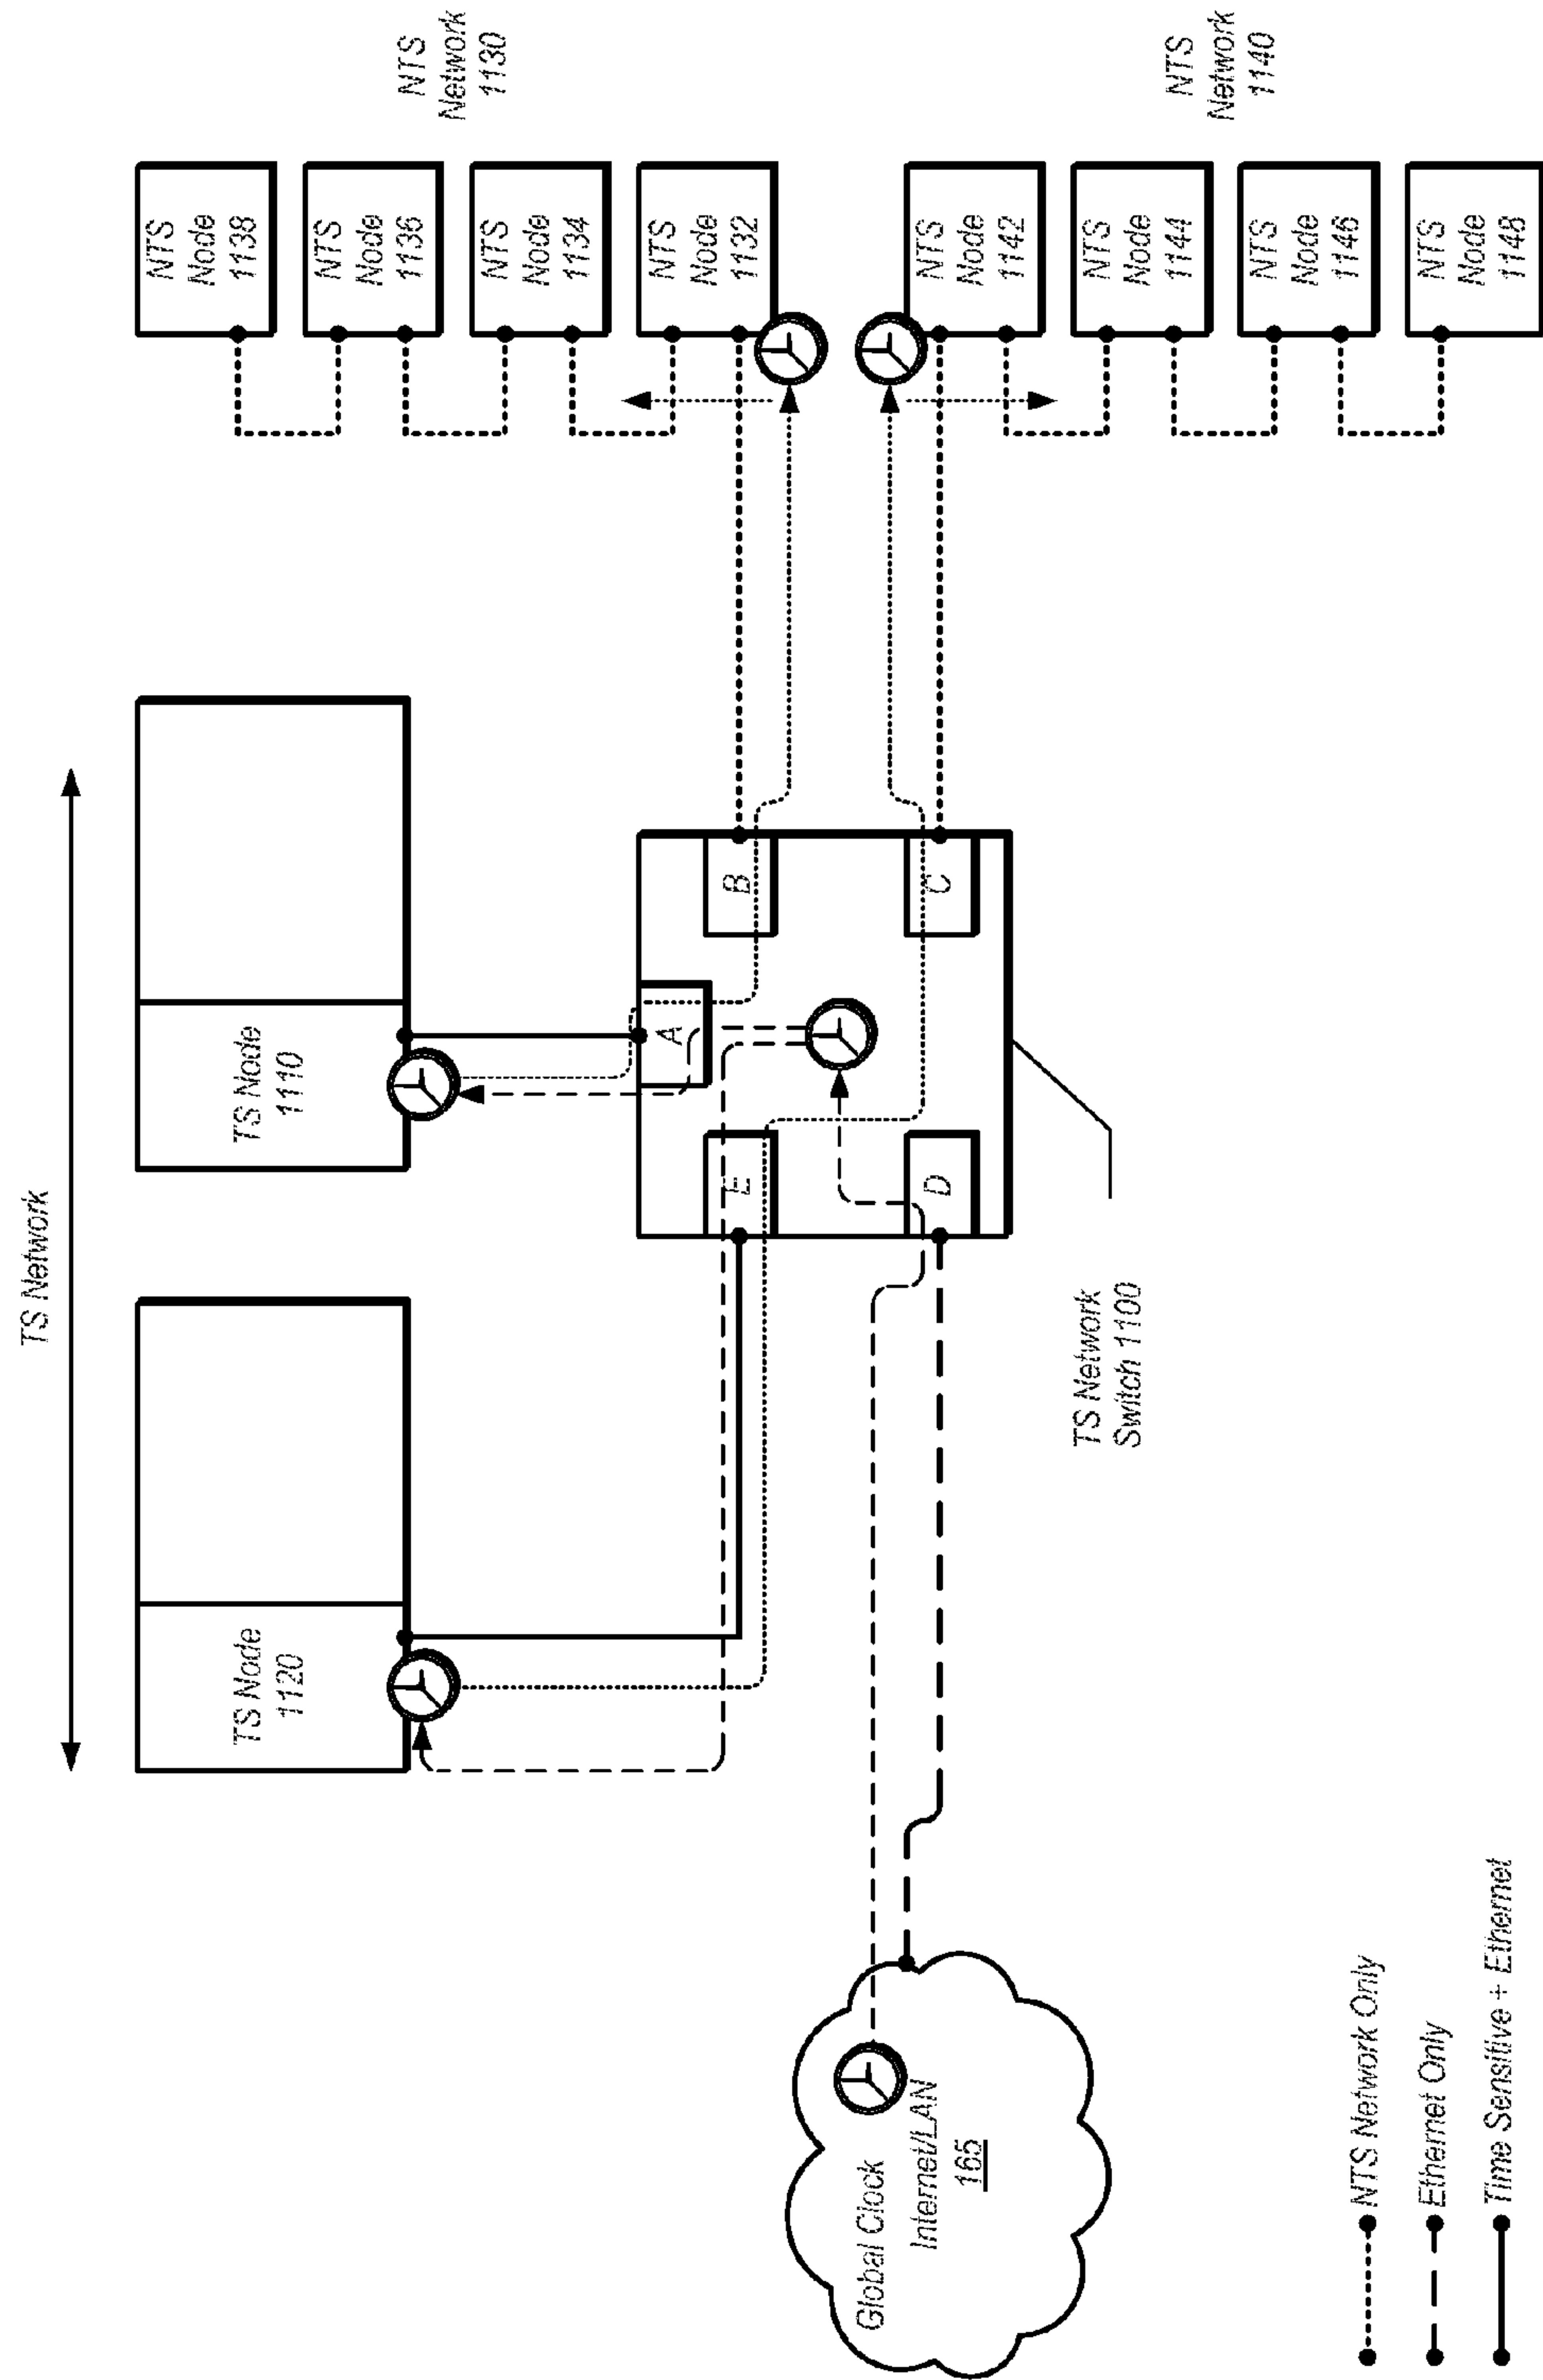 TS Network
TS Node
1120
TS Node
1110
NTS
Node
1138
NTS
Node
1136
NTS
Node
1134
NTS
Node
1132
NTS
Network
1130
E
A
B
D
C
NTS
Node
1142
NTS
Node
1144
NTS
Node
1146
NTS
Node
1148
NTS
Network
1140
Global Clock
Internet/LAN
165
TS Network
Switch 1100
NTS Network Only
Ethernet Only
Time Sensitive + Ethernet